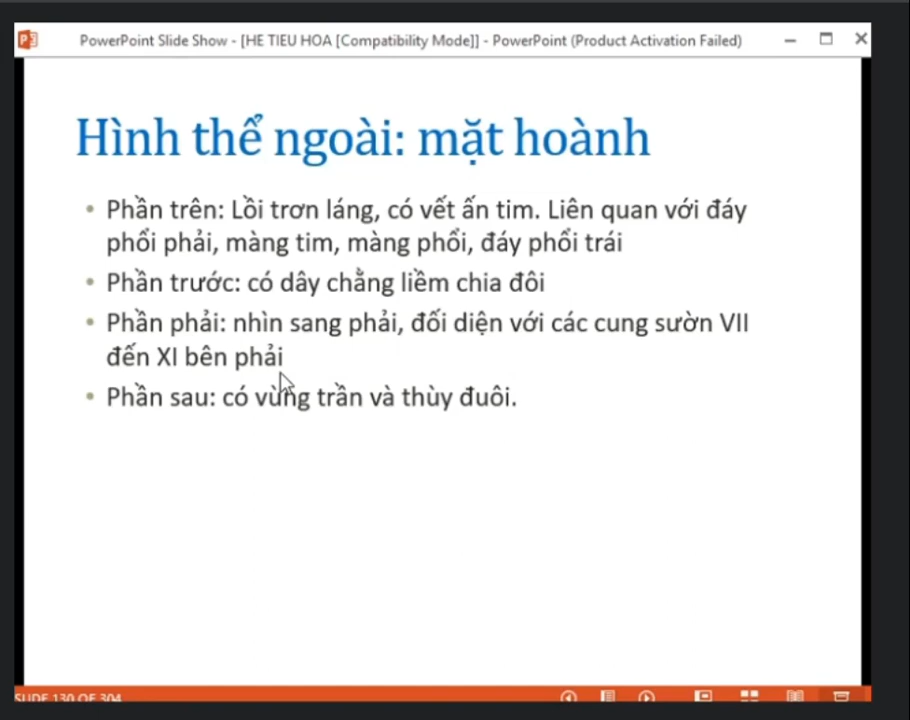 PowerPoint Slide Show - [HE TIEU HOA [Compatibility Mode]] - PowerPoint (Product Activation Failed)
Hình thể ngoài: mặt hoành
• Phần trên: Lồi trơn láng, có vết ấn tim. Liên quan với đáy
phổi phải, màng tim, màng phổi, đáy phổi trái
• Phần trước: có dây chằng liềm chia đôi
• Phần phải: nhìn sang phải, đối diện với các cung sườn VII
đến XI bên phải
• Phần sau: có vùng trần và thùy đuôi.
SLIDE 130 OF 304